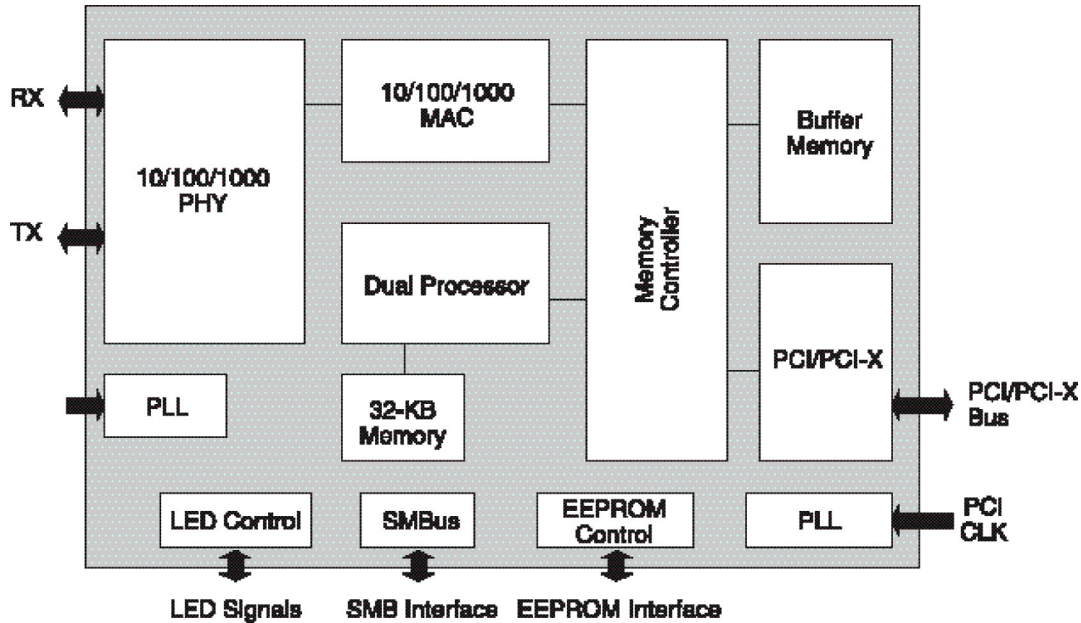 RX
TX
10/100/1000
PHY
10/100/1000
MAC
Dual Processor
32-KB
Memory
Memory
Controller
Buffer
Memory
PCI/PCI-X
PCI/PCI-X
Bus
PLL
LED Control
SMBus
EEPROM
Control
PLL
PCI
CLK
LED Signals
SMB Interface
EEPROM Interface